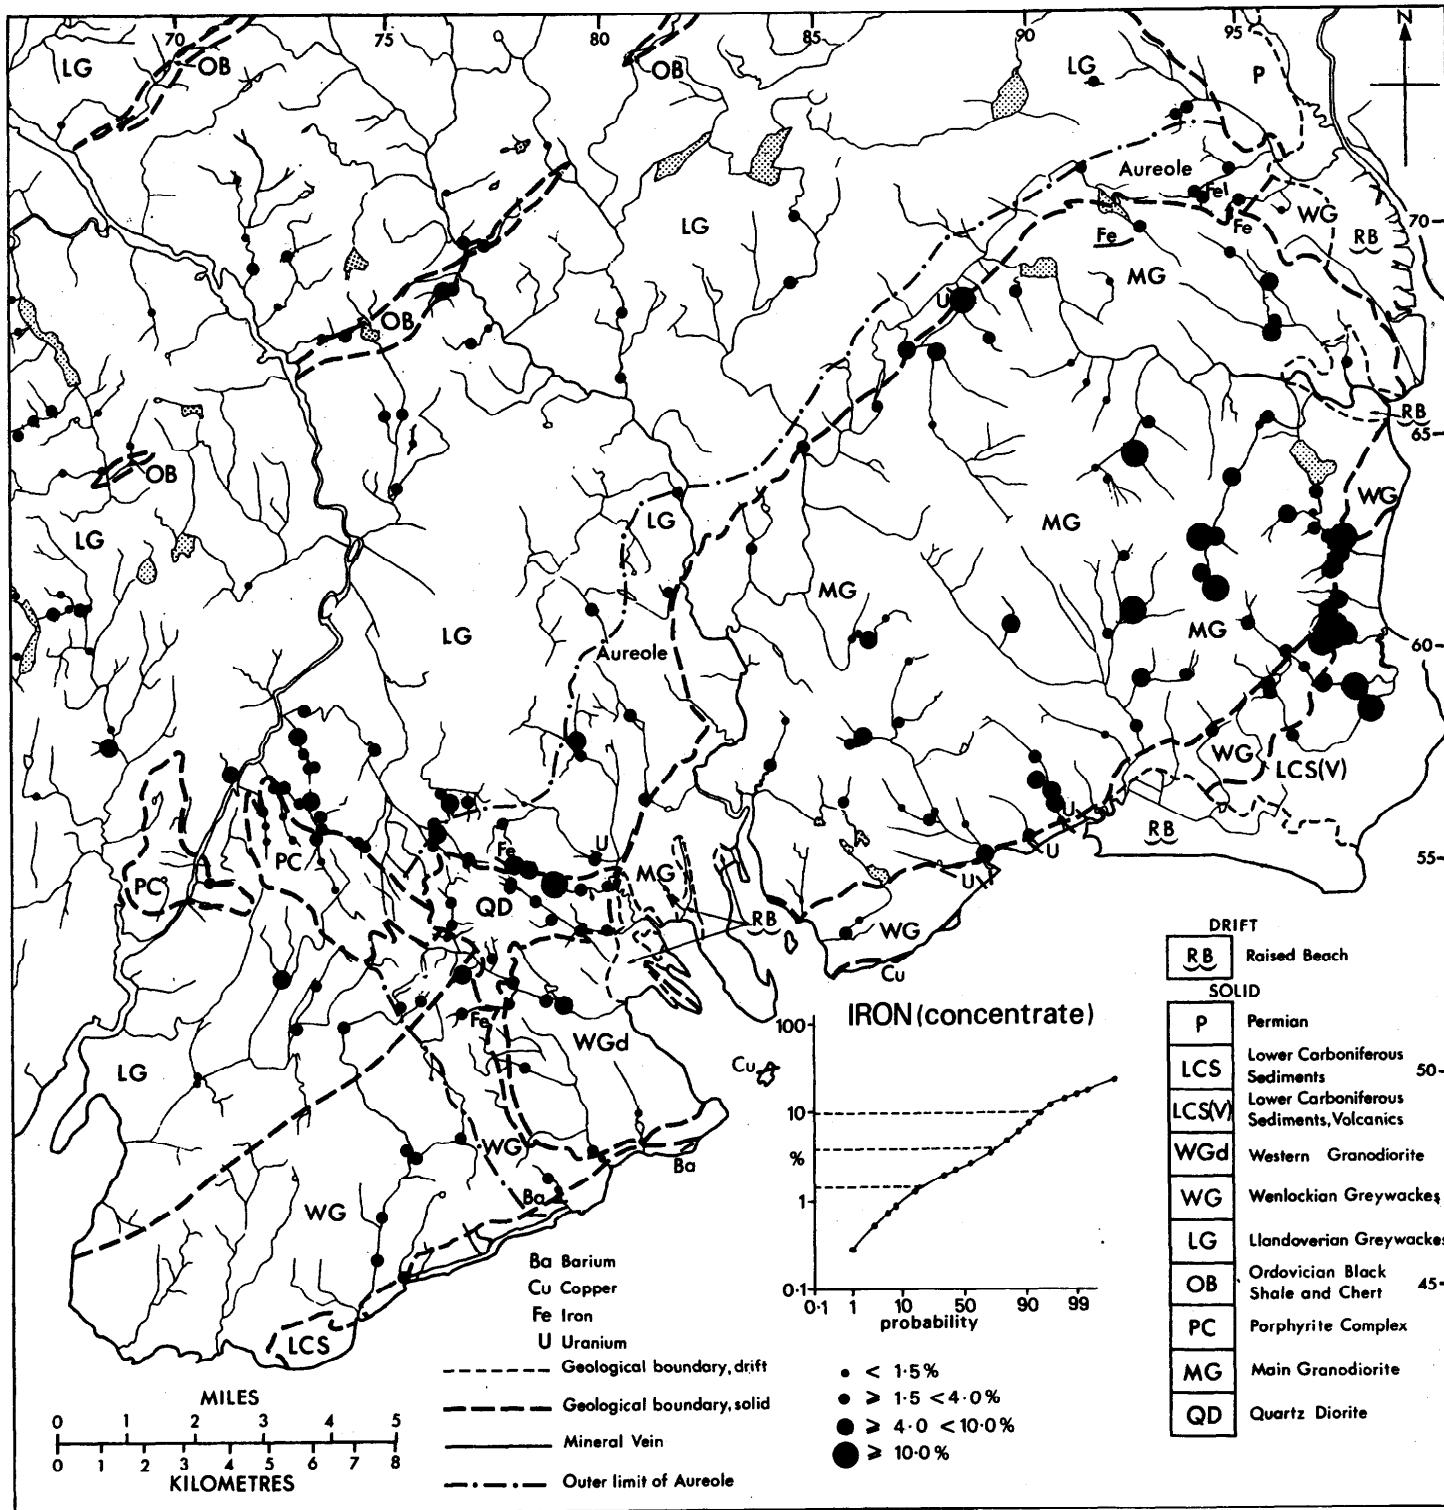 70
75
80
85
90
95
N
LG
OB
OB
LG
P
Aureole
Fe
WG
Fe
70
RB
LG
Fe
MG
U
OB
RB
65
OB
WG
LG
LG
MG
MG
LG
MG
60
Aureole
WG
LCS(V)
U
RB
Fe
U
U
55
PC
PC
MG
U
QD
RB
WG
Cu
Fe
WGd
LG
Cu
WG
Ba
Ba
WG
LCS
IRON (concentrate)
100
10
%
1
0·1
0·1 1 10 50 90 99
probability
DRIFT
RB Raised Beach
SOLID
P Permian
LCS Lower Carboniferous
Sediments
50
LCS(V) Lower Carboniferous
Sediments, Volcanics
WGd Western Granodiorite
WG Wenlockian Greywackes
LG Llandoverian Greywackes
OB Ordovician Black
Shale and Chert
45
PC Porphyrite Complex
MG Main Granodiorite
QD Quartz Diorite
Ba Barium
Cu Copper
Fe Iron
U Uranium
Geological boundary, drift
Geological boundary, solid
Mineral Vein
Outer limit of Aureole
< 1·5%
⩾ 1·5 <4·0%
⩾ 4·0 <10·0%
⩾ 10·0%
MILES
0 1 2 3 4 5
0 1 2 3 4 5 6 7 8
KILOMETRES